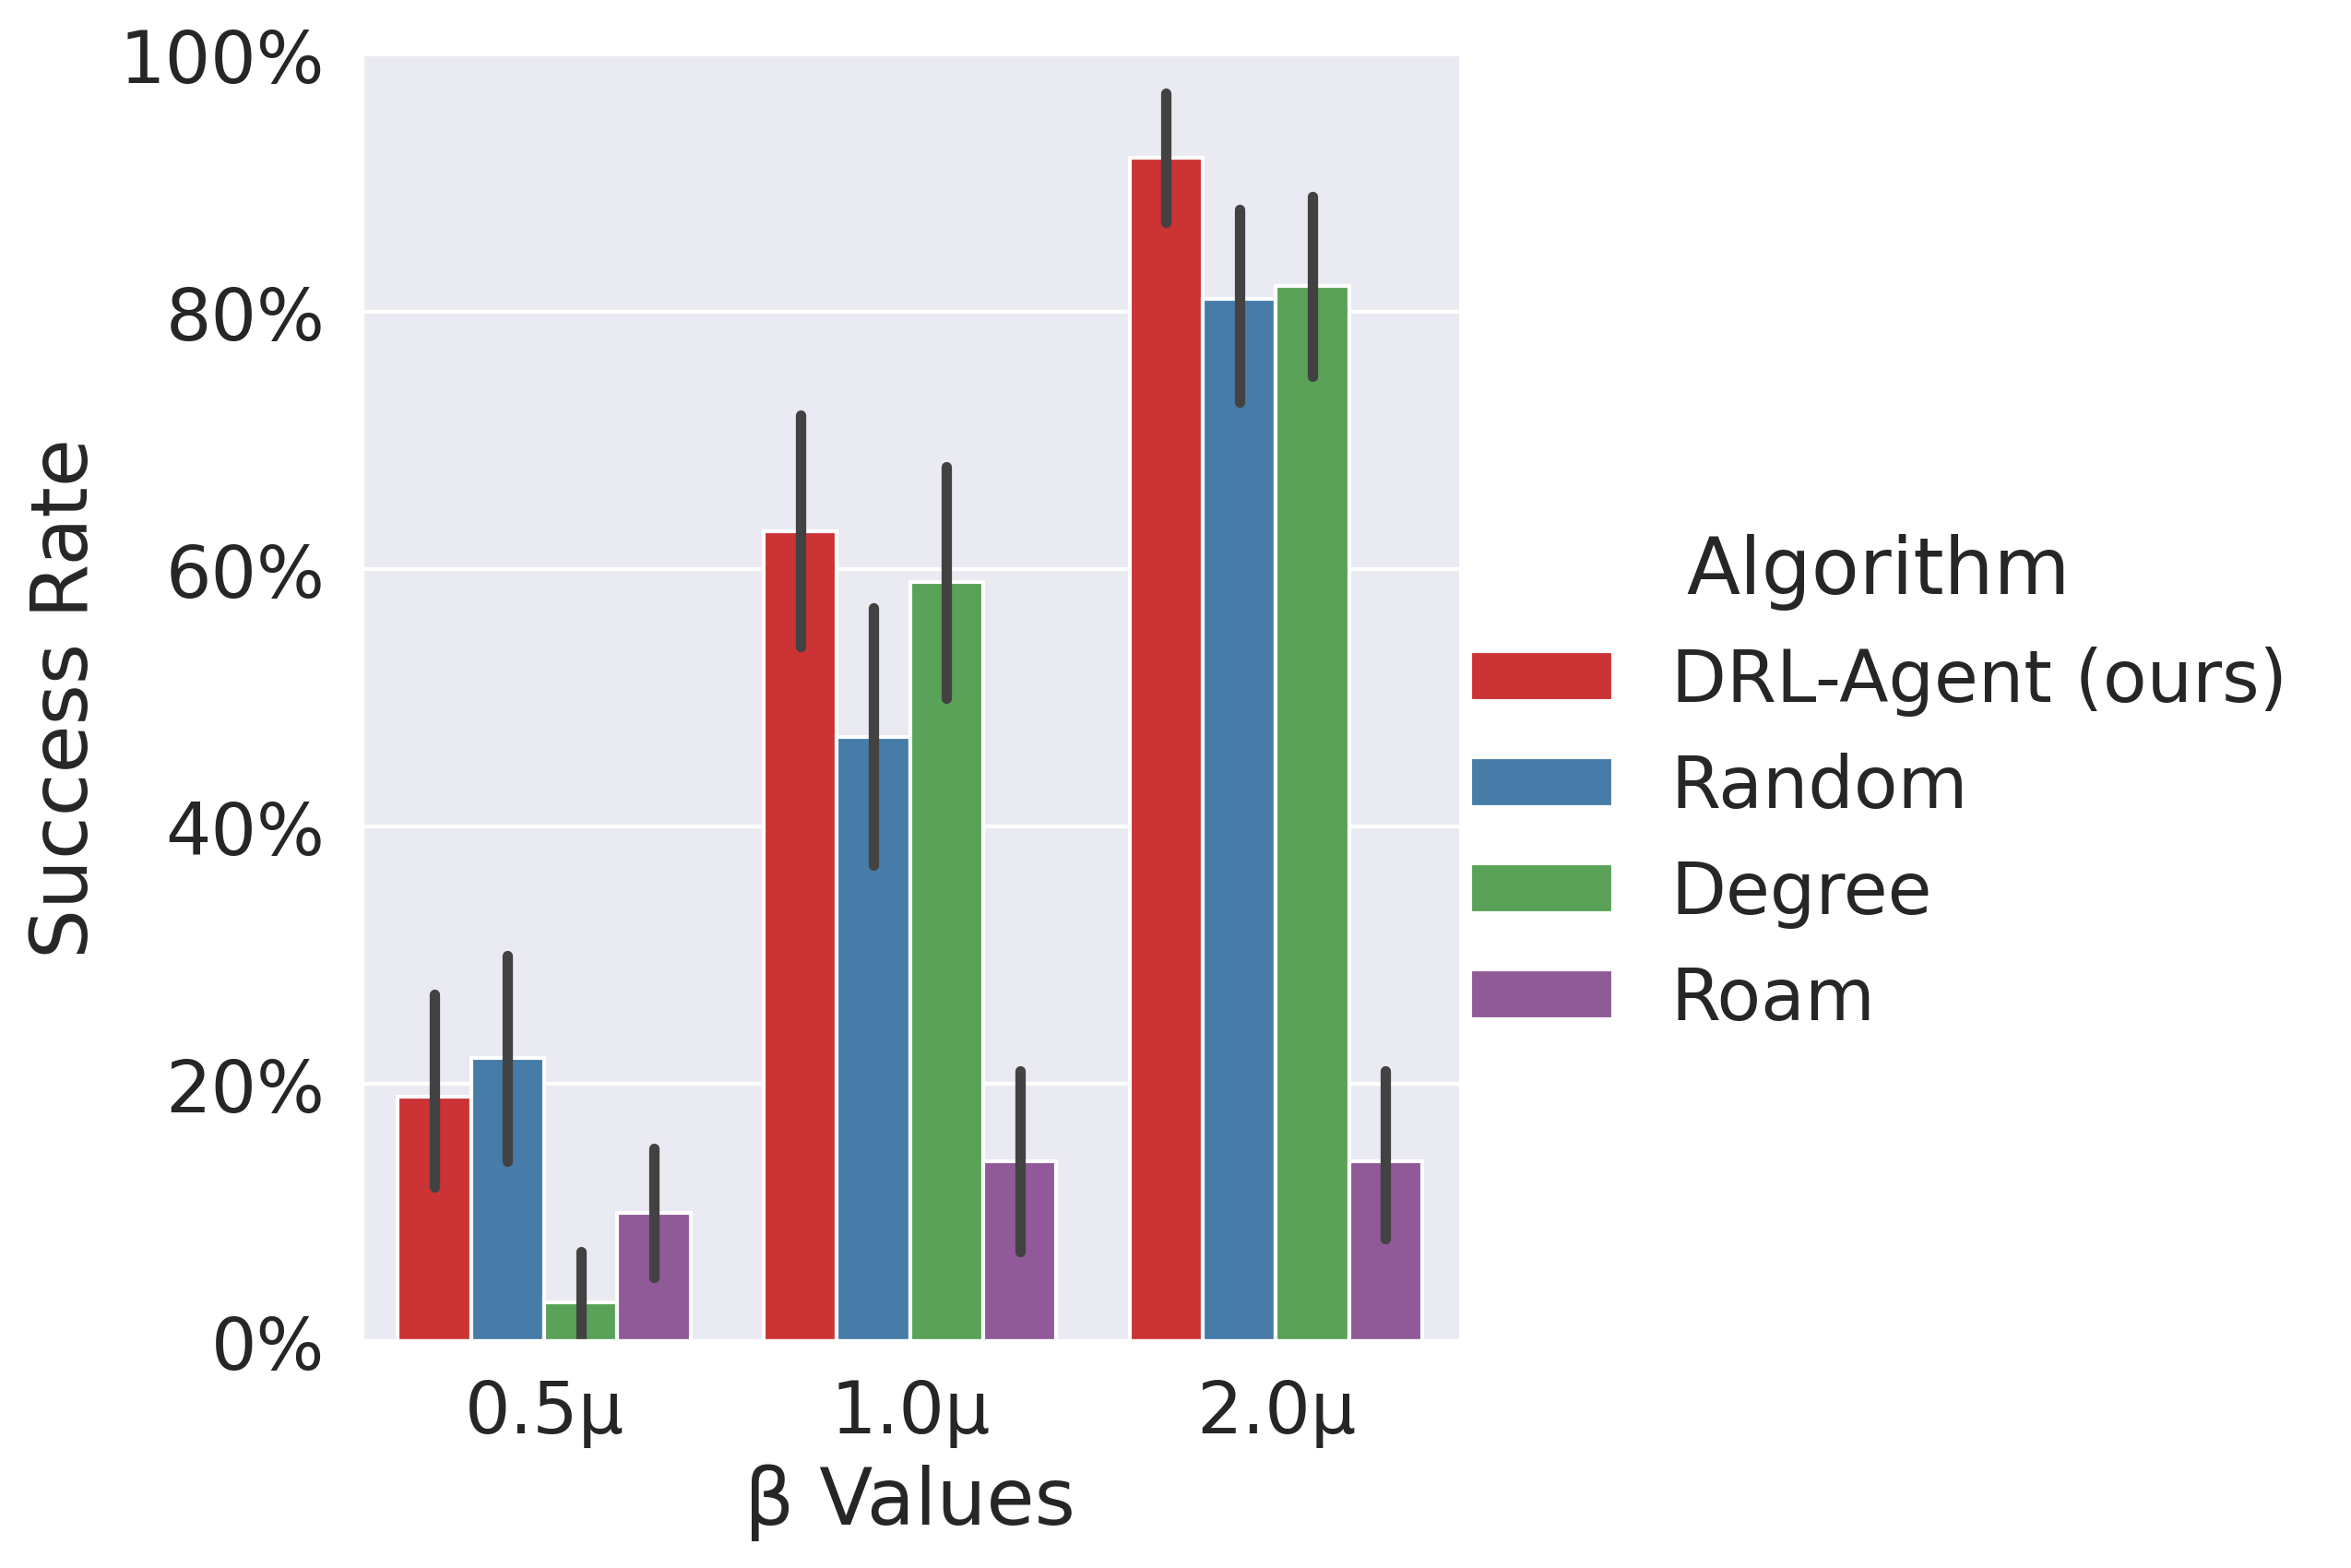 100%
80%
60%
40%
20%
0%
Success Rate
0.5µ 1.0µ 2.0µ
β Values
Algorithm
DRL-Agent (ours)
Random
Degree
Roam